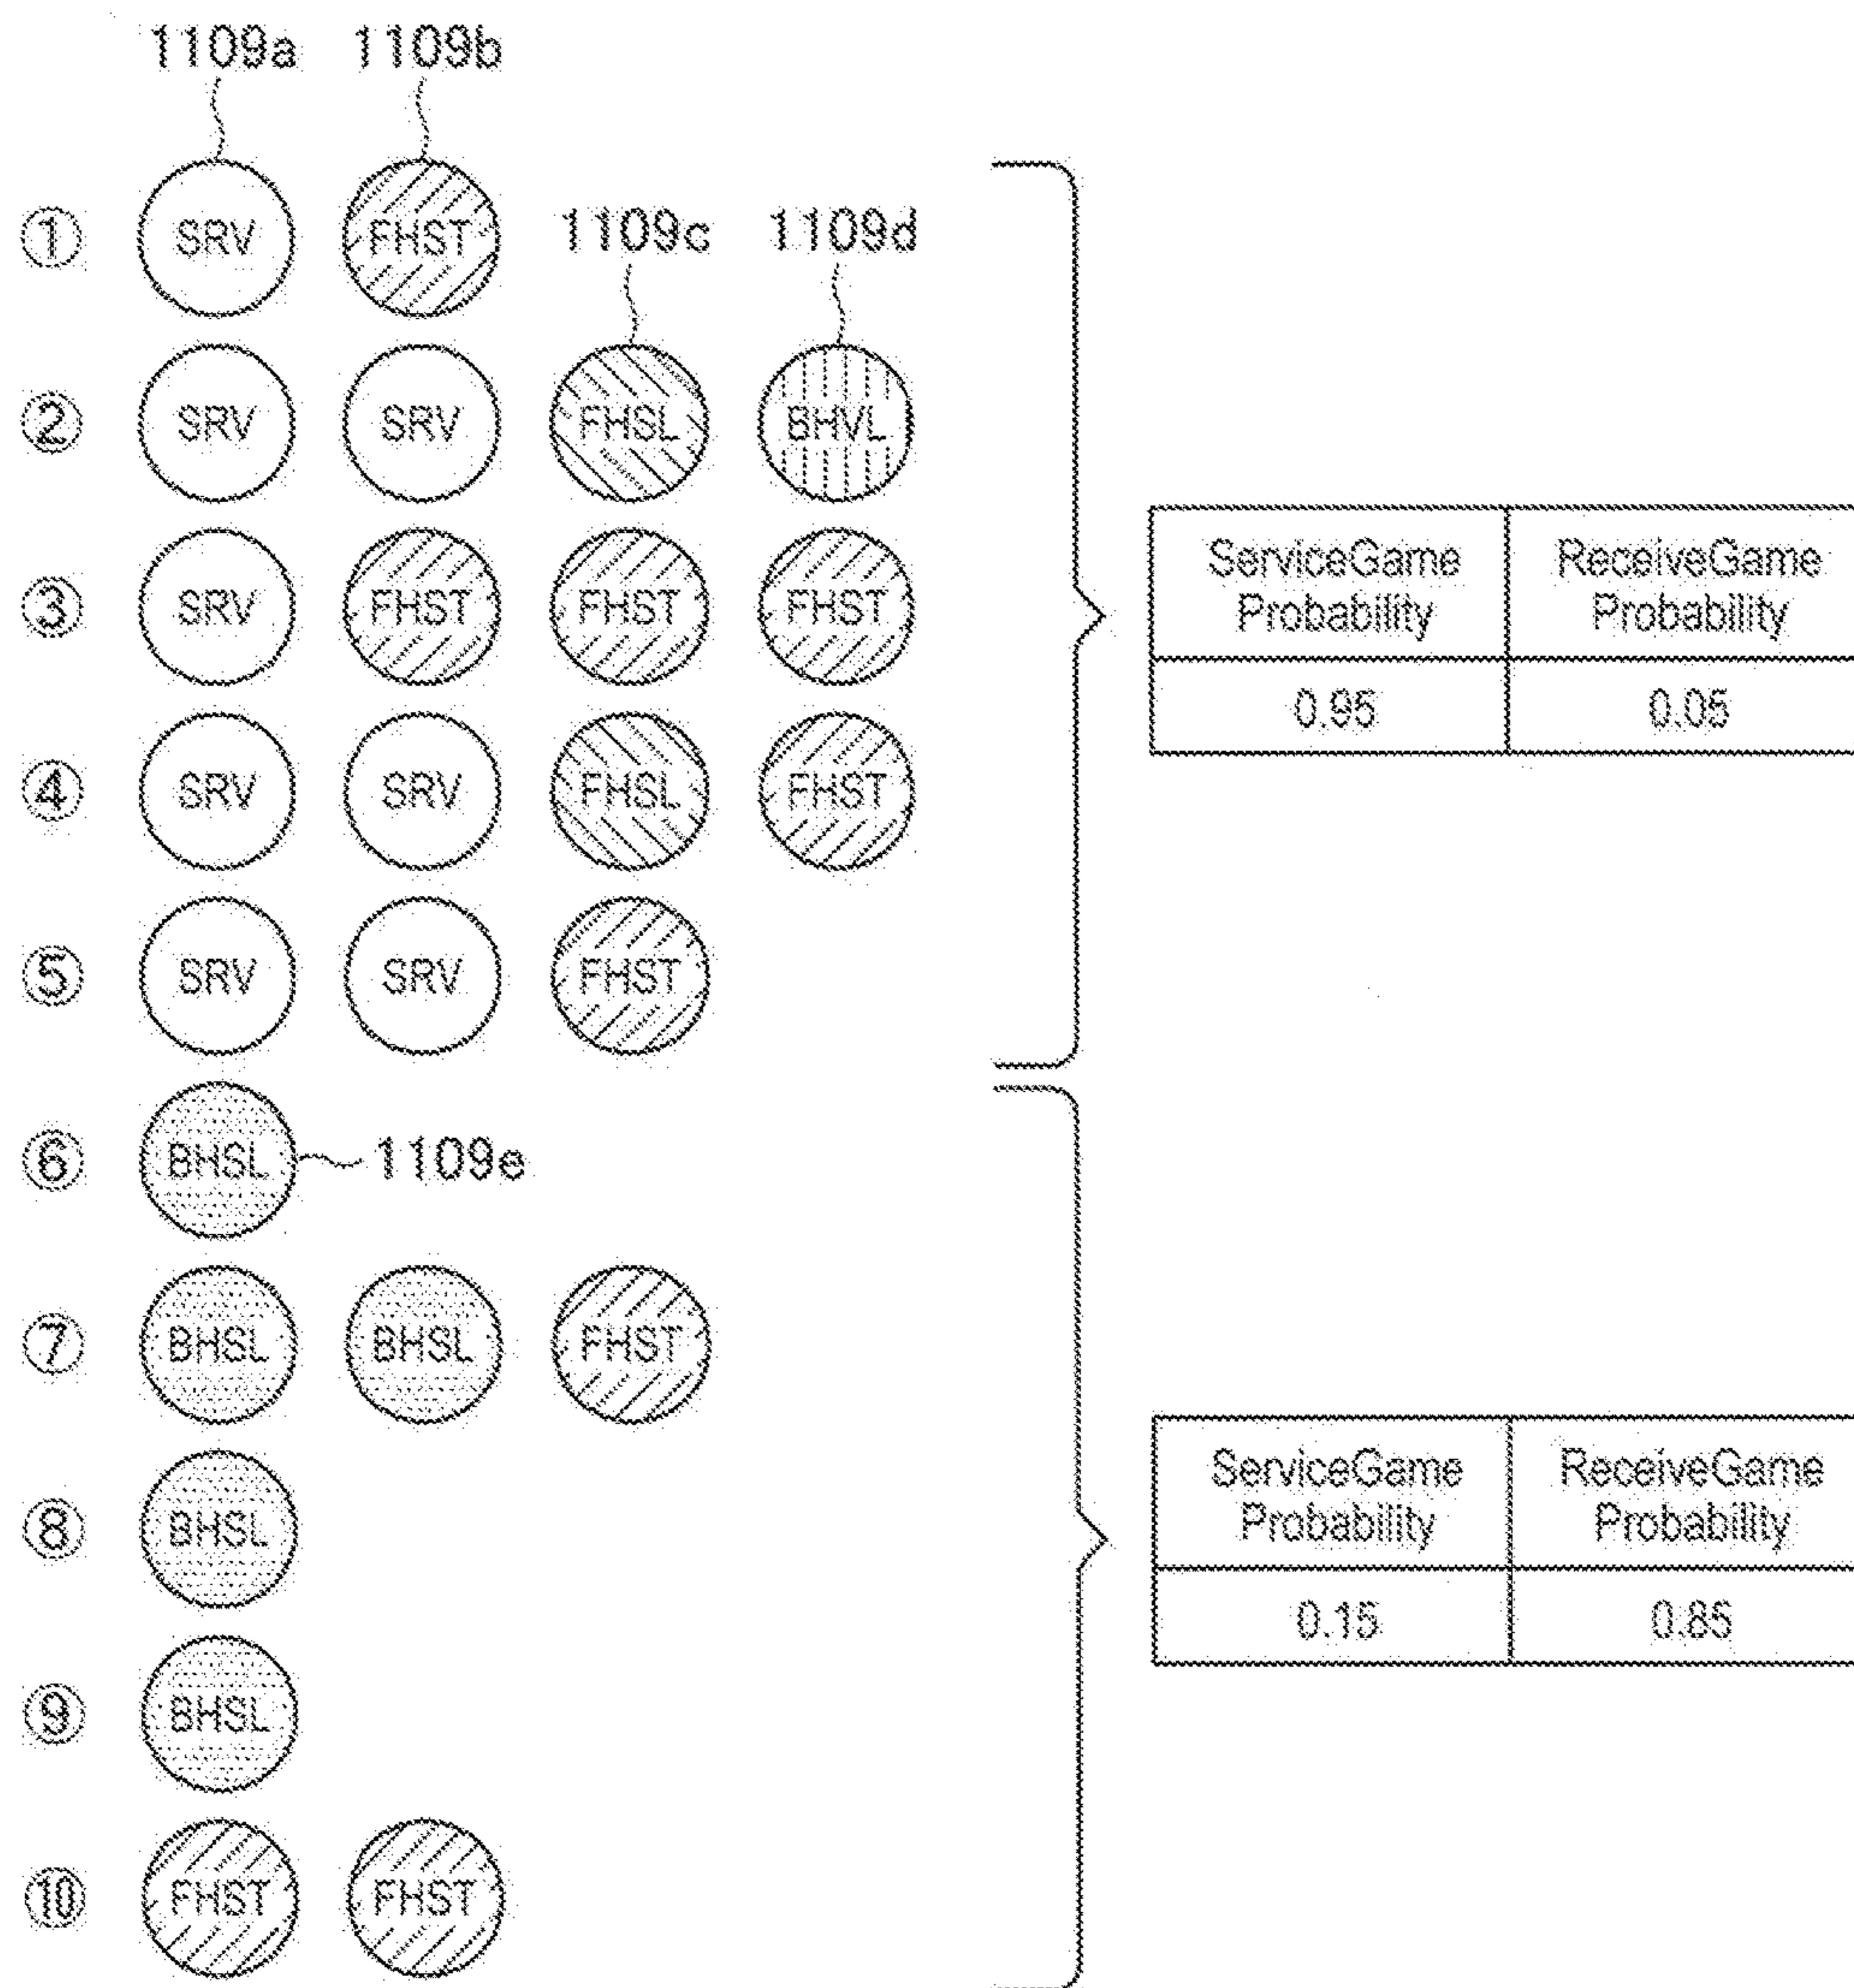 1109a 1109b
① SRV FHST 1109c 1109d
② SRV SRV FHSL BHVL
③ SRV FHST FHST FHST
④ SRV SRV FHSL FHST
⑤ SRV SRV FHST
ServiceGame Probability ReceiveGame Probability
0.95 0.05
⑥ BHSL 1109e
⑦ BHSL BHSL FHST
⑧ BHSL
⑨ BHSL
⑩ FHST FHST
ServiceGame Probability ReceiveGame Probability
0.15 0.85